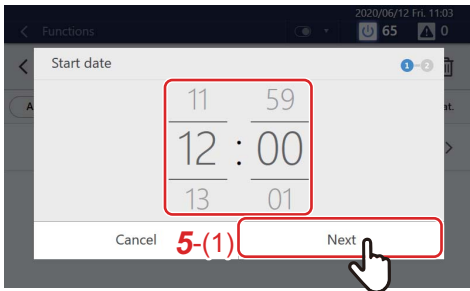 2020/06/12 Fri. 11:03
< Functions 65 0
Start date 1-2
A at.
11 59
12 : 00
13 01
Cancel 5-(1) Next